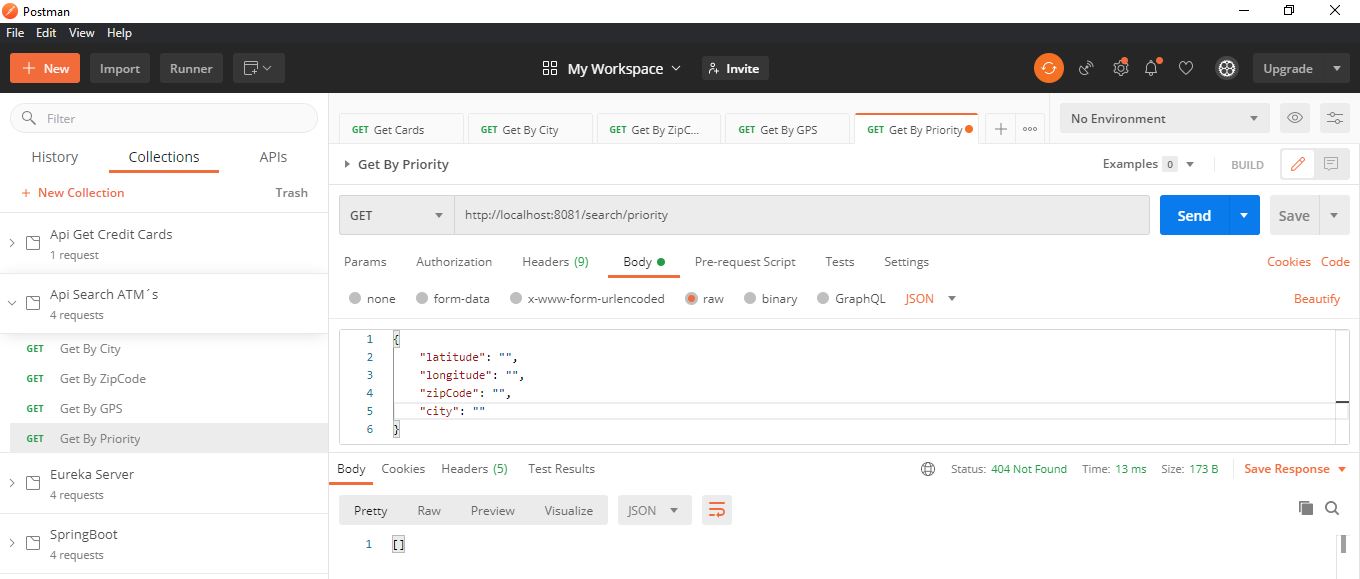 Postman
File Edit View Help
New Import Runner My Workspace Invite Upgrade
Filter
History Collections APIs
New Collection Trash
Api Get Credit Cards
1 request
Api Search ATM´s
4 requests
GET Get By City
GET Get By ZipCode
GET Get By GPS
GET Get By Priority
Eureka Server
4 requests
SpringBoot
4 requests
GET Get Cards GET Get By City GET Get By ZipC... GET Get By GPS GET Get By Priority No Environment
Get By Priority Examples 0 BUILD
GET http://localhost:8081/search/priority Send Save
Params Authorization Headers (9) Body Pre-request Script Tests Settings Cookies Code
none form-data x-www-form-urlencoded raw binary GraphQL JSON Beautify
1 {
2 "latitude": "",
3 "longitude": "",
4 "zipCode": "",
5 "city": ""
6 }
Body Cookies Headers (5) Test Results Status: 404 Not Found Time: 13 ms Size: 173 B Save Response
Pretty Raw Preview Visualize JSON
1 []